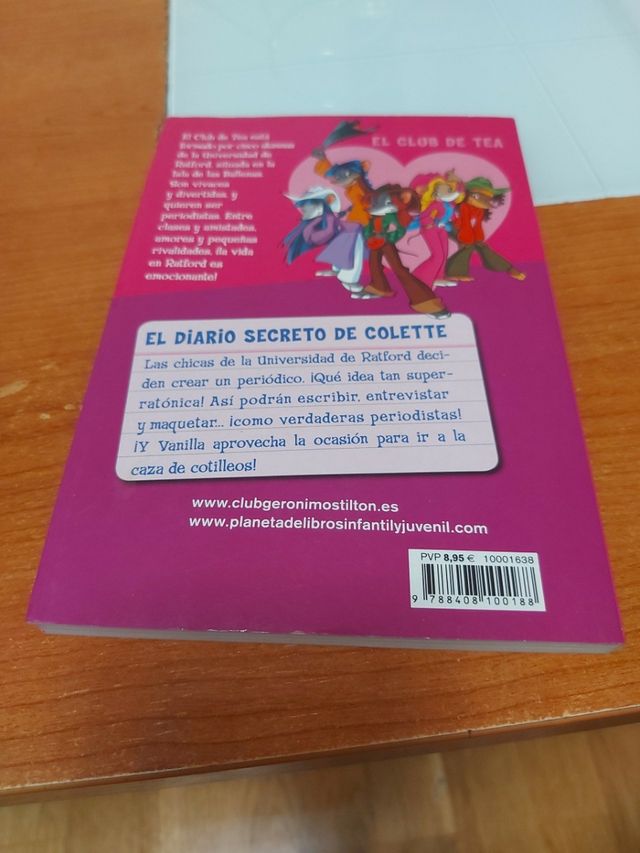 El Club de Tea está
formado por cinco alumnas
de la Universidad de
Ratford, situada en la
Isla de las Ballenas.
Son vivaces
y divertidas, y
quieren ser
periodistas. Entre
clases y amistades,
amores y pequeñas
rivalidades, ¡la vida
en Ratford es
emocionante!
EL CLUB DE TEA
EL DIARIO SECRETO DE COLETTE
Las chicas de la Universidad de Ratford deci-
den crear un periódico. ¡Qué idea tan super-
ratónica! Así podrán escribir, entrevistar
y maquetar... ¡como verdaderas periodistas!
¡Y Vanilla aprovecha la ocasión para ir a la
caza de cotilleos!
www.clubgeronimostilton.es
www.planetadelibrosinfantilyjuvenil.com
PVP 8,95 € 10001638
9 788408 100188